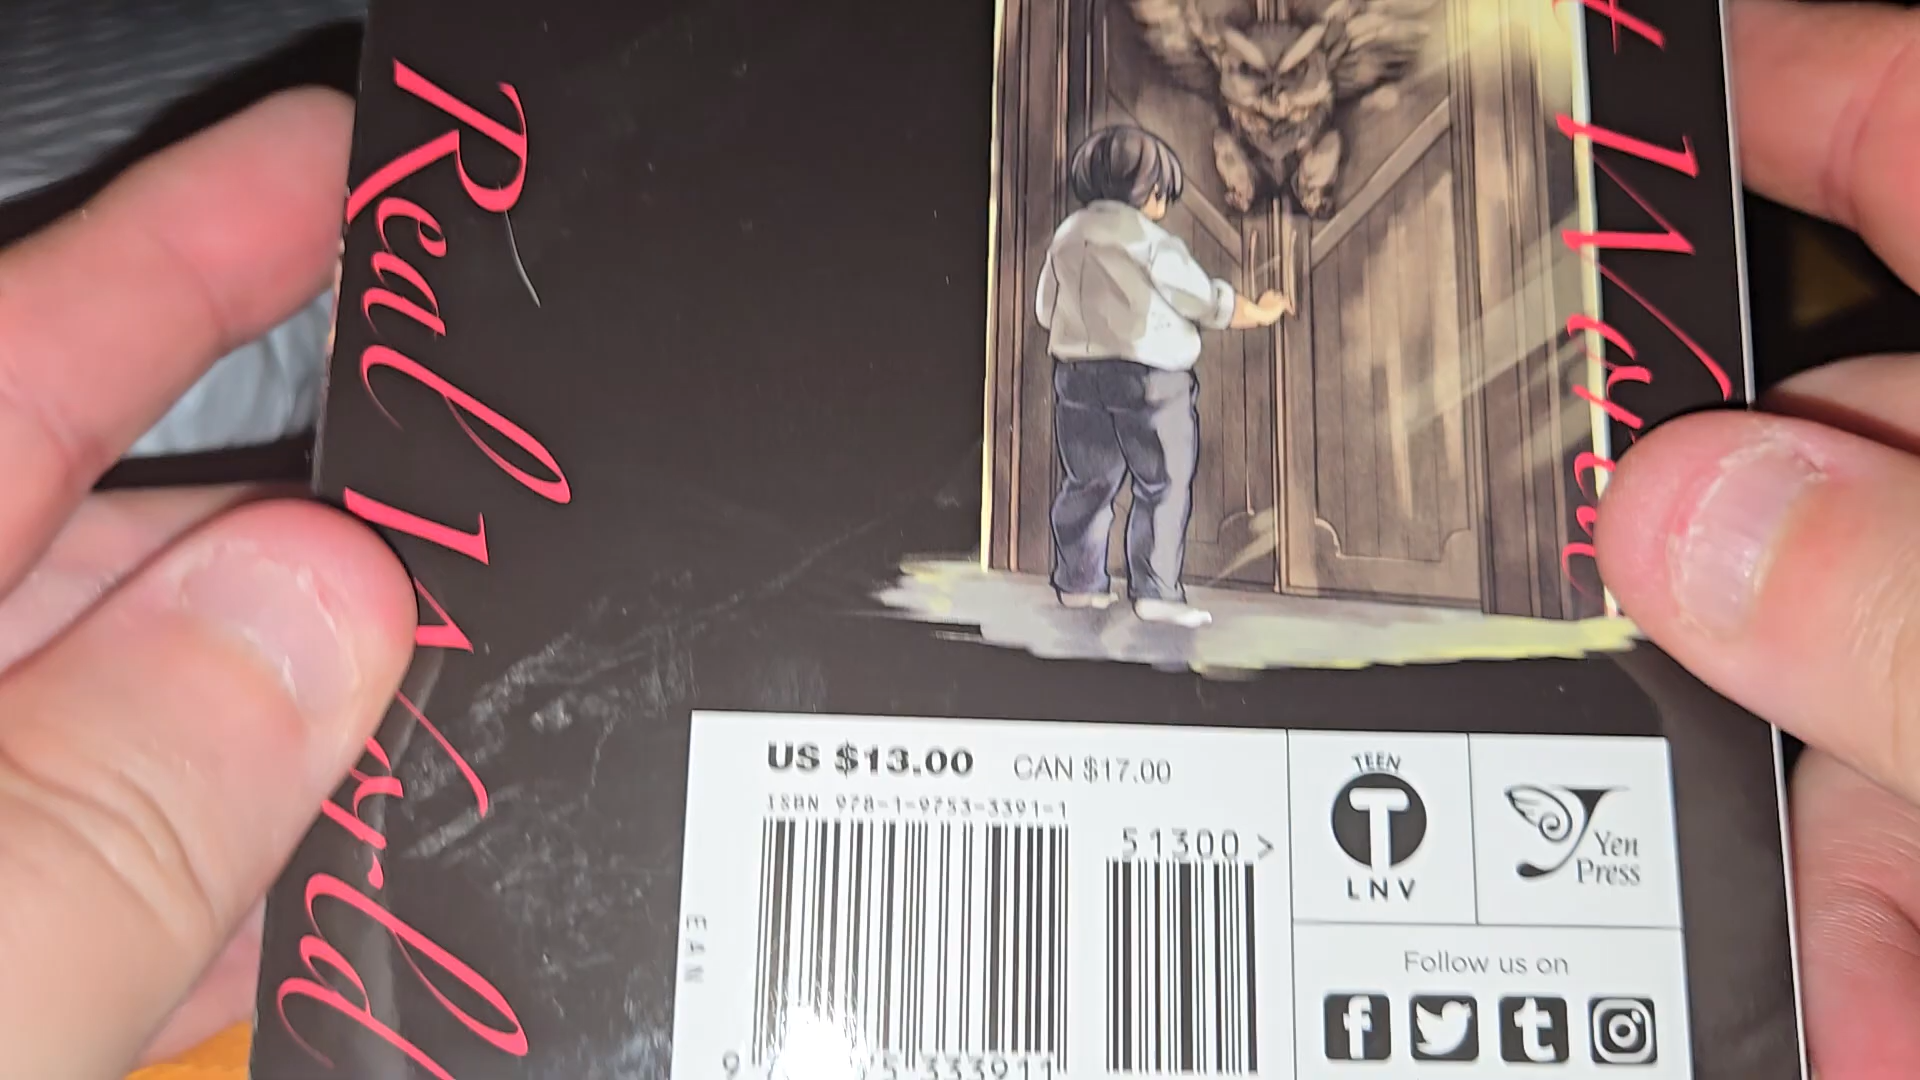 Real World
t World
US $13.00 CAN $17.00
ISBN 978-1-9753-3391-1
51300 >
EAN
TEEN
T
LNV
Yen
Press
Follow us on